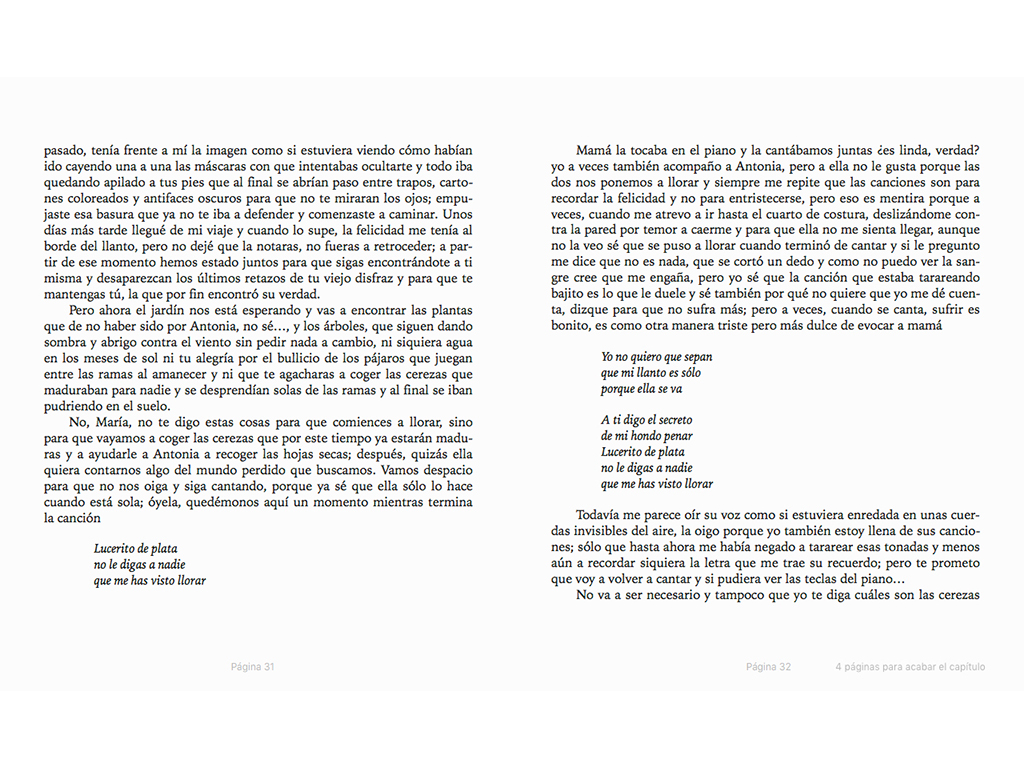 pasado, tenía frente a mí la imagen como si estuviera viendo cómo habían
ido cayendo una a una las máscaras con que intentabas ocultarte y todo iba
quedando apilado a tus pies que al final se abrían paso entre trapos, carto-
nes coloreados y antifaces oscuros para que no te miraran los ojos; empu-
jaste esa basura que ya no te iba a defender y comenzaste a caminar. Unos
días más tarde llegué de mi viaje y cuando lo supe, la felicidad me tenía al
borde del llanto, pero no dejé que la notaras, no fueras a retroceder; a par-
tir de ese momento hemos estado juntos para que sigas encontrándote a ti
misma y desaparezcan los últimos retazos de tu viejo disfraz y para que te
mantengas tú, la que por fin encontró su verdad.
Pero ahora el jardín nos está esperando y vas a encontrar las plantas
que de no haber sido por Antonia, no sé…, y los árboles, que siguen dando
sombra y abrigo contra el viento sin pedir nada a cambio, ni siquiera agua
en los meses de sol ni tu alegría por el bullicio de los pájaros que juegan
entre las ramas al amanecer y ni que te agacharas a coger las cerezas que
maduraban para nadie y se desprendían solas de las ramas y al final se iban
pudriendo en el suelo.
No, María, no te digo estas cosas para que comiences a llorar, sino
para que vayamos a coger las cerezas que por este tiempo ya estarán madu-
ras y a ayudarle a Antonia a recoger las hojas secas; después, quizás ella
quiera contarnos algo del mundo perdido que buscamos. Vamos despacio
para que no nos oiga y siga cantando, porque ya sé que ella sólo lo hace
cuando está sola; óyela, quedémonos aquí un momento mientras termina
la canción
Lucerito de plata
no le digas a nadie
que me has visto llorar
Página 31
Mamá la tocaba en el piano y la cantábamos juntas ¿es linda, verdad?
yo a veces también acompaño a Antonia, pero a ella no le gusta porque las
dos nos ponemos a llorar y siempre me repite que las canciones son para
recordar la felicidad y no para entristecerse, pero eso es mentira porque a
veces, cuando me atrevo a ir hasta el cuarto de costura, deslizándome con-
tra la pared por temor a caerme y para que ella no me sienta llegar, aunque
no la veo sé que se puso a llorar cuando terminó de cantar y si le pregunto
me dice que no es nada, que se cortó un dedo y como no puedo ver la san-
gre cree que me engaña, pero yo sé que la canción que estaba tarareando
bajito es lo que le duele y sé también por qué no quiere que yo me dé cuen-
ta, dizque para que no sufra más; pero a veces, cuando se canta, sufrir es
bonito, es como otra manera triste pero más dulce de evocar a mamá
Yo no quiero que sepan
que mi llanto es sólo
porque ella se va
A ti digo el secreto
de mi hondo penar
Lucerito de plata
no le digas a nadie
que me has visto llorar
Todavía me parece oír su voz como si estuviera enredada en unas cuer-
das invisibles del aire, la oigo porque yo también estoy llena de sus cancio-
nes; sólo que hasta ahora me había negado a tararear esas tonadas y menos
aún a recordar siquiera la letra que me trae su recuerdo; pero te prometo
que voy a volver a cantar y si pudiera ver las teclas del piano…
No va a ser necesario y tampoco que yo te diga cuáles son las cerezas
Página 32
4 páginas para acabar el capítulo